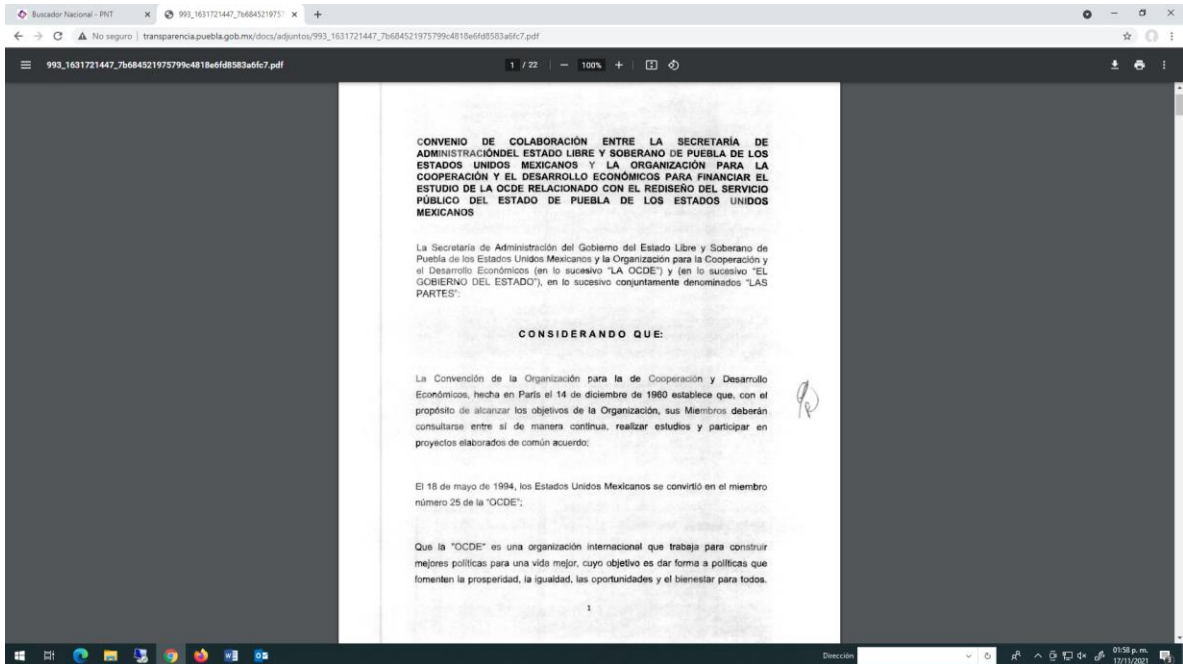 Buscador Nacional - PNT
993_1631721447_7b684521975
No seguro | transparencia.puebla.gob.mx/docs/adjuntos/993_1631721447_7b684521975799c4818e6fd8583a6fc7.pdf
993_1631721447_7b684521975799c4818e6fd8583a6fc7.pdf
1 / 22
100%
CONVENIO DE COLABORACIÓN ENTRE LA SECRETARÍA DE
ADMINISTRACIÓNDEL ESTADO LIBRE Y SOBERANO DE PUEBLA DE LOS
ESTADOS UNIDOS MEXICANOS Y LA ORGANIZACIÓN PARA LA
COOPERACIÓN Y EL DESARROLLO ECONÓMICOS PARA FINANCIAR EL
ESTUDIO DE LA OCDE RELACIONADO CON EL REDISEÑO DEL SERVICIO
PÚBLICO DEL ESTADO DE PUEBLA DE LOS ESTADOS UNIDOS
MEXICANOS
La Secretaría de Administración del Gobierno del Estado Libre y Soberano de
Puebla de los Estados Unidos Mexicanos y la Organización para la Cooperación y
el Desarrollo Económicos (en lo sucesivo "LA OCDE") y (en lo sucesivo "EL
GOBIERNO DEL ESTADO"), en lo sucesivo conjuntamente denominados "LAS
PARTES":
CONSIDERANDO QUE:
La Convención de la Organización para la de Cooperación y Desarrollo
Económicos, hecha en París el 14 de diciembre de 1960 establece que, con el
propósito de alcanzar los objetivos de la Organización, sus Miembros deberán
consultarse entre sí de manera continua, realizar estudios y participar en
proyectos elaborados de común acuerdo;
El 18 de mayo de 1994, los Estados Unidos Mexicanos se convirtió en el miembro
número 25 de la "OCDE";
Que la "OCDE" es una organización internacional que trabaja para construir
mejores políticas para una vida mejor, cuyo objetivo es dar forma a políticas que
fomenten la prosperidad, la igualdad, las oportunidades y el bienestar para todos.
1
Dirección
01:58 p. m.
17/11/2021